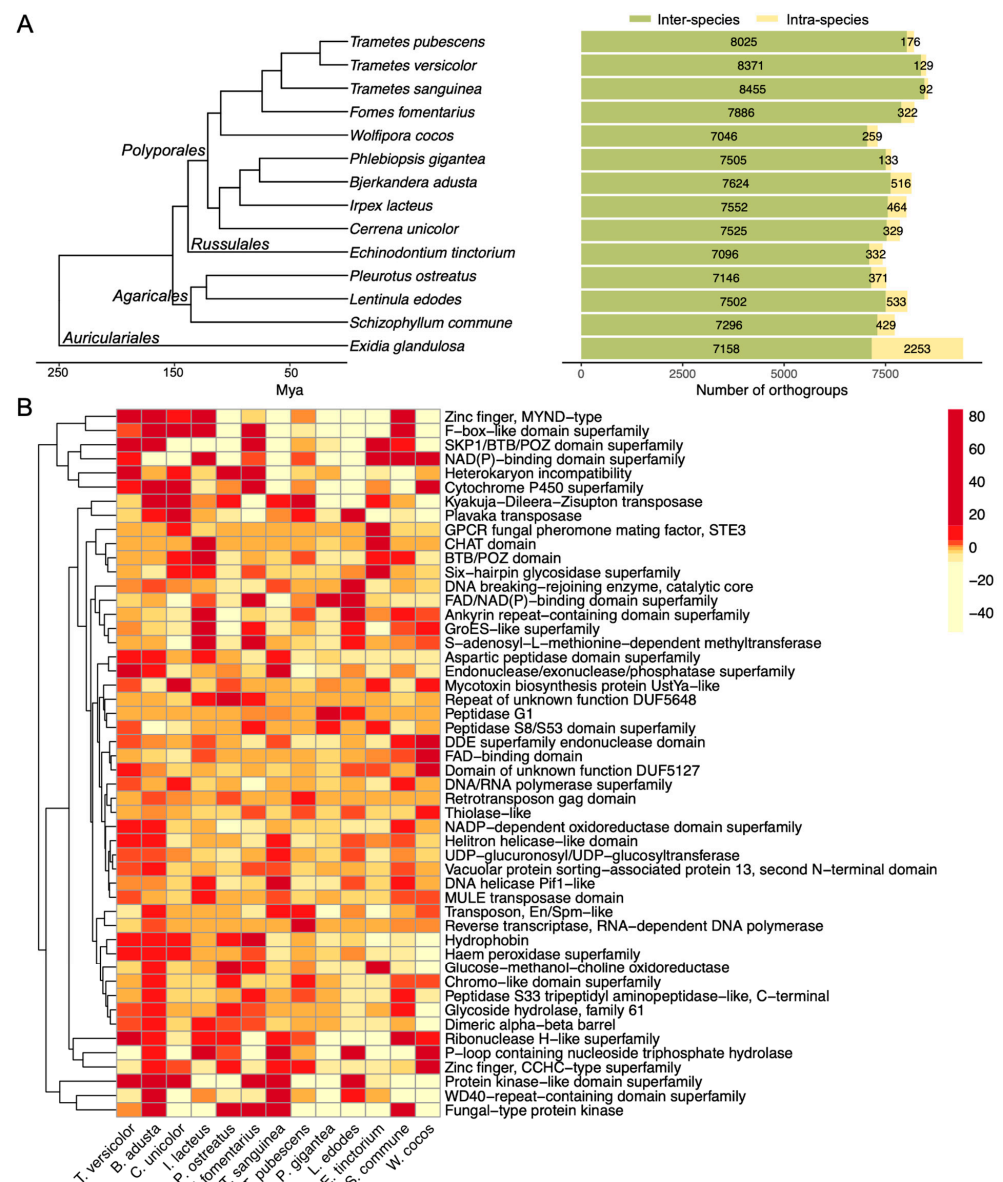 A
Inter-species
Intra-species
Trametes pubescens
8025
176
Trametes versicolor
8371
129
Trametes sanguinea
8455
92
Fomes fomentarius
7886
322
Wolfipora cocos
7046
259
Polyporales
Phlebiopsis gigantea
7505
133
Bjerkandera adusta
7624
516
Irpex lacteus
7552
464
Cerrena unicolor
7525
329
Russulales
Echinodontium tinctorium
7096
332
Pleurotus ostreatus
7146
371
Agaricales
Lentinula edodes
7502
533
Schizophyllum commune
7296
429
Auriculariales
Exidia glandulosa
7158
2253
250
150
50
Mya
0
2500
5000
7500
Number of orthogroups
B
Zinc finger, MYND−type
F−box−like domain superfamily
SKP1/BTB/POZ domain superfamily
NAD(P)−binding domain superfamily
Heterokaryon incompatibility
Cytochrome P450 superfamily
Kyakuja−Dileera−Zisupton transposase
Plavaka transposase
GPCR fungal pheromone mating factor, STE3
CHAT domain
BTB/POZ domain
Six−hairpin glycosidase superfamily
DNA breaking−rejoining enzyme, catalytic core
FAD/NAD(P)−binding domain superfamily
Ankyrin repeat−containing domain superfamily
GroES−like superfamily
S−adenosyl−L−methionine−dependent methyltransferase
Aspartic peptidase domain superfamily
Endonuclease/exonuclease/phosphatase superfamily
Mycotoxin biosynthesis protein UstYa−like
Repeat of unknown function DUF5648
Peptidase G1
Peptidase S8/S53 domain superfamily
DDE superfamily endonuclease domain
FAD−binding domain
Domain of unknown function DUF5127
DNA/RNA polymerase superfamily
Retrotransposon gag domain
Thiolase−like
NADP−dependent oxidoreductase domain superfamily
Helitron helicase−like domain
UDP−glucuronosyl/UDP−glucosyltransferase
Vacuolar protein sorting−associated protein 13, second N−terminal domain
DNA helicase Pif1−like
MULE transposase domain
Transposon, En/Spm−like
Reverse transcriptase, RNA−dependent DNA polymerase
Hydrophobin
Haem peroxidase superfamily
Glucose−methanol−choline oxidoreductase
Chromo−like domain superfamily
Peptidase S33 tripeptidyl aminopeptidase−like, C−terminal
Glycoside hydrolase, family 61
Dimeric alpha−beta barrel
Ribonuclease H−like superfamily
P−loop containing nucleoside triphosphate hydrolase
Zinc finger, CCHC−type superfamily
Protein kinase−like domain superfamily
WD40−repeat−containing domain superfamily
Fungal−type protein kinase
80
60
40
20
0
−20
−40
T. versicolor
B. adusta
C. unicolor
I. lacteus
P. ostreatus
fomentarius
T. sanguinea
pubescens
P. gigantea
L. edodes
E. tinctorium
S. commune
W. cocos